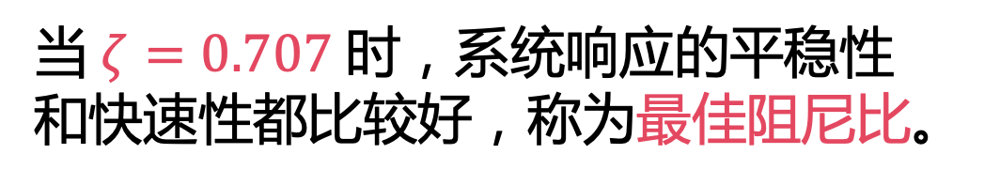 当 ζ = 0.707 时，系统响应的平稳性
和快速性都比较好，称为最佳阻尼比。